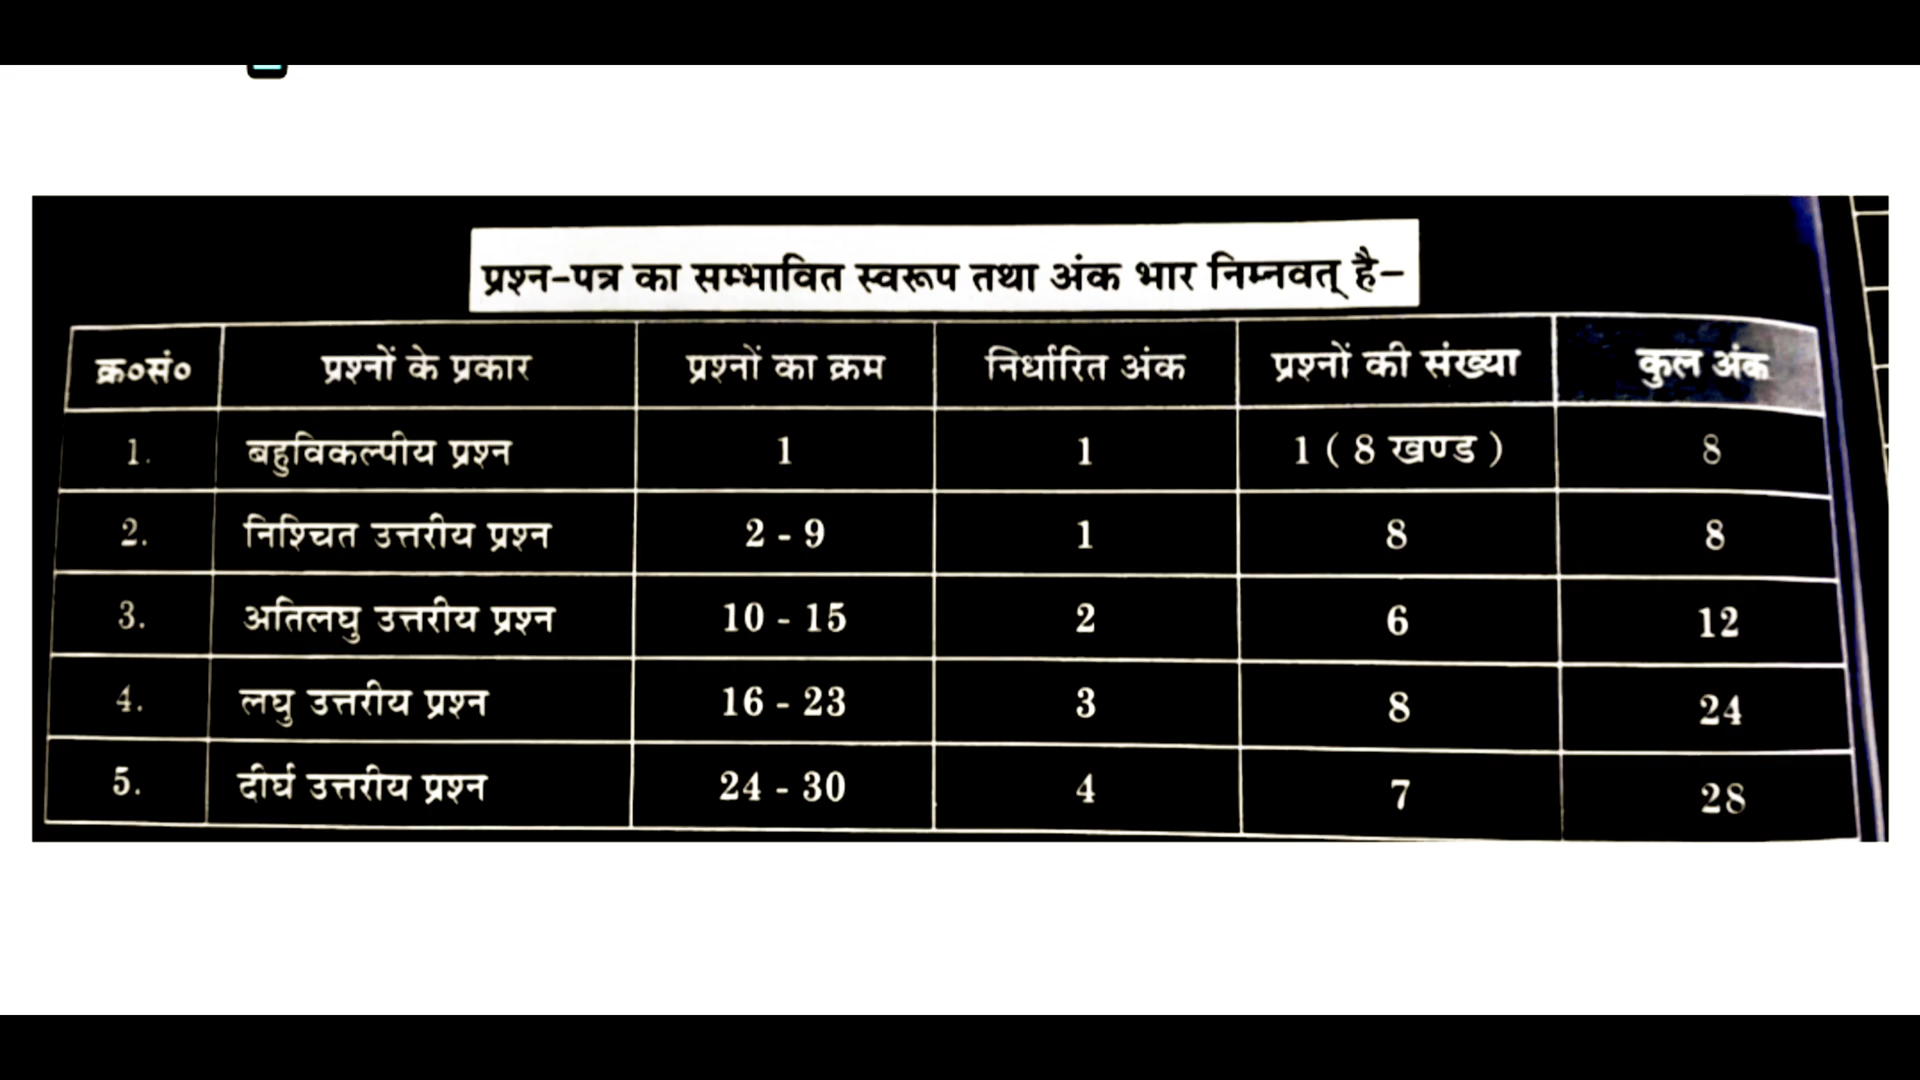 प्रश्न-पत्र का सम्भावित स्वरूप तथा अंक भार निम्नवत् है–
क्र०सं० प्रश्नों के प्रकार प्रश्नों का क्रम निर्धारित अंक प्रश्नों की संख्या कुल अंक
1. बहुविकल्पीय प्रश्न 1 1 1 ( 8 खण्ड ) 8
2. निश्चित उत्तरीय प्रश्न 2 - 9 1 8 8
3. अतिलघु उत्तरीय प्रश्न 10 - 15 2 6 12
4. लघु उत्तरीय प्रश्न 16 - 23 3 8 24
5. दीर्घ उत्तरीय प्रश्न 24 - 30 4 7 28